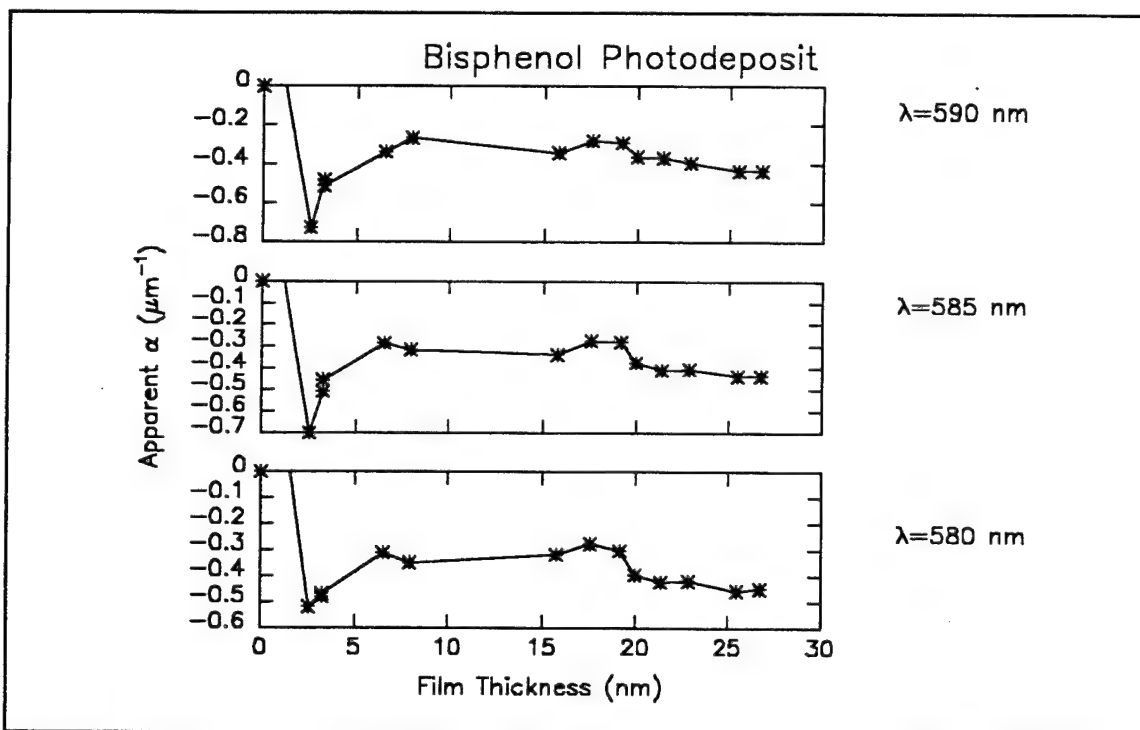 Bisphenol Photodeposit
0
−0.2
−0.4
−0.6
−0.8
λ=590 nm
0
−0.1
−0.2
−0.3
−0.4
−0.5
−0.6
−0.7
λ=585 nm
0
−0.1
−0.2
−0.3
−0.4
−0.5
−0.6
λ=580 nm
Apparent α (μm⁻¹)
0 5 10 15 20 25 30
Film Thickness (nm)